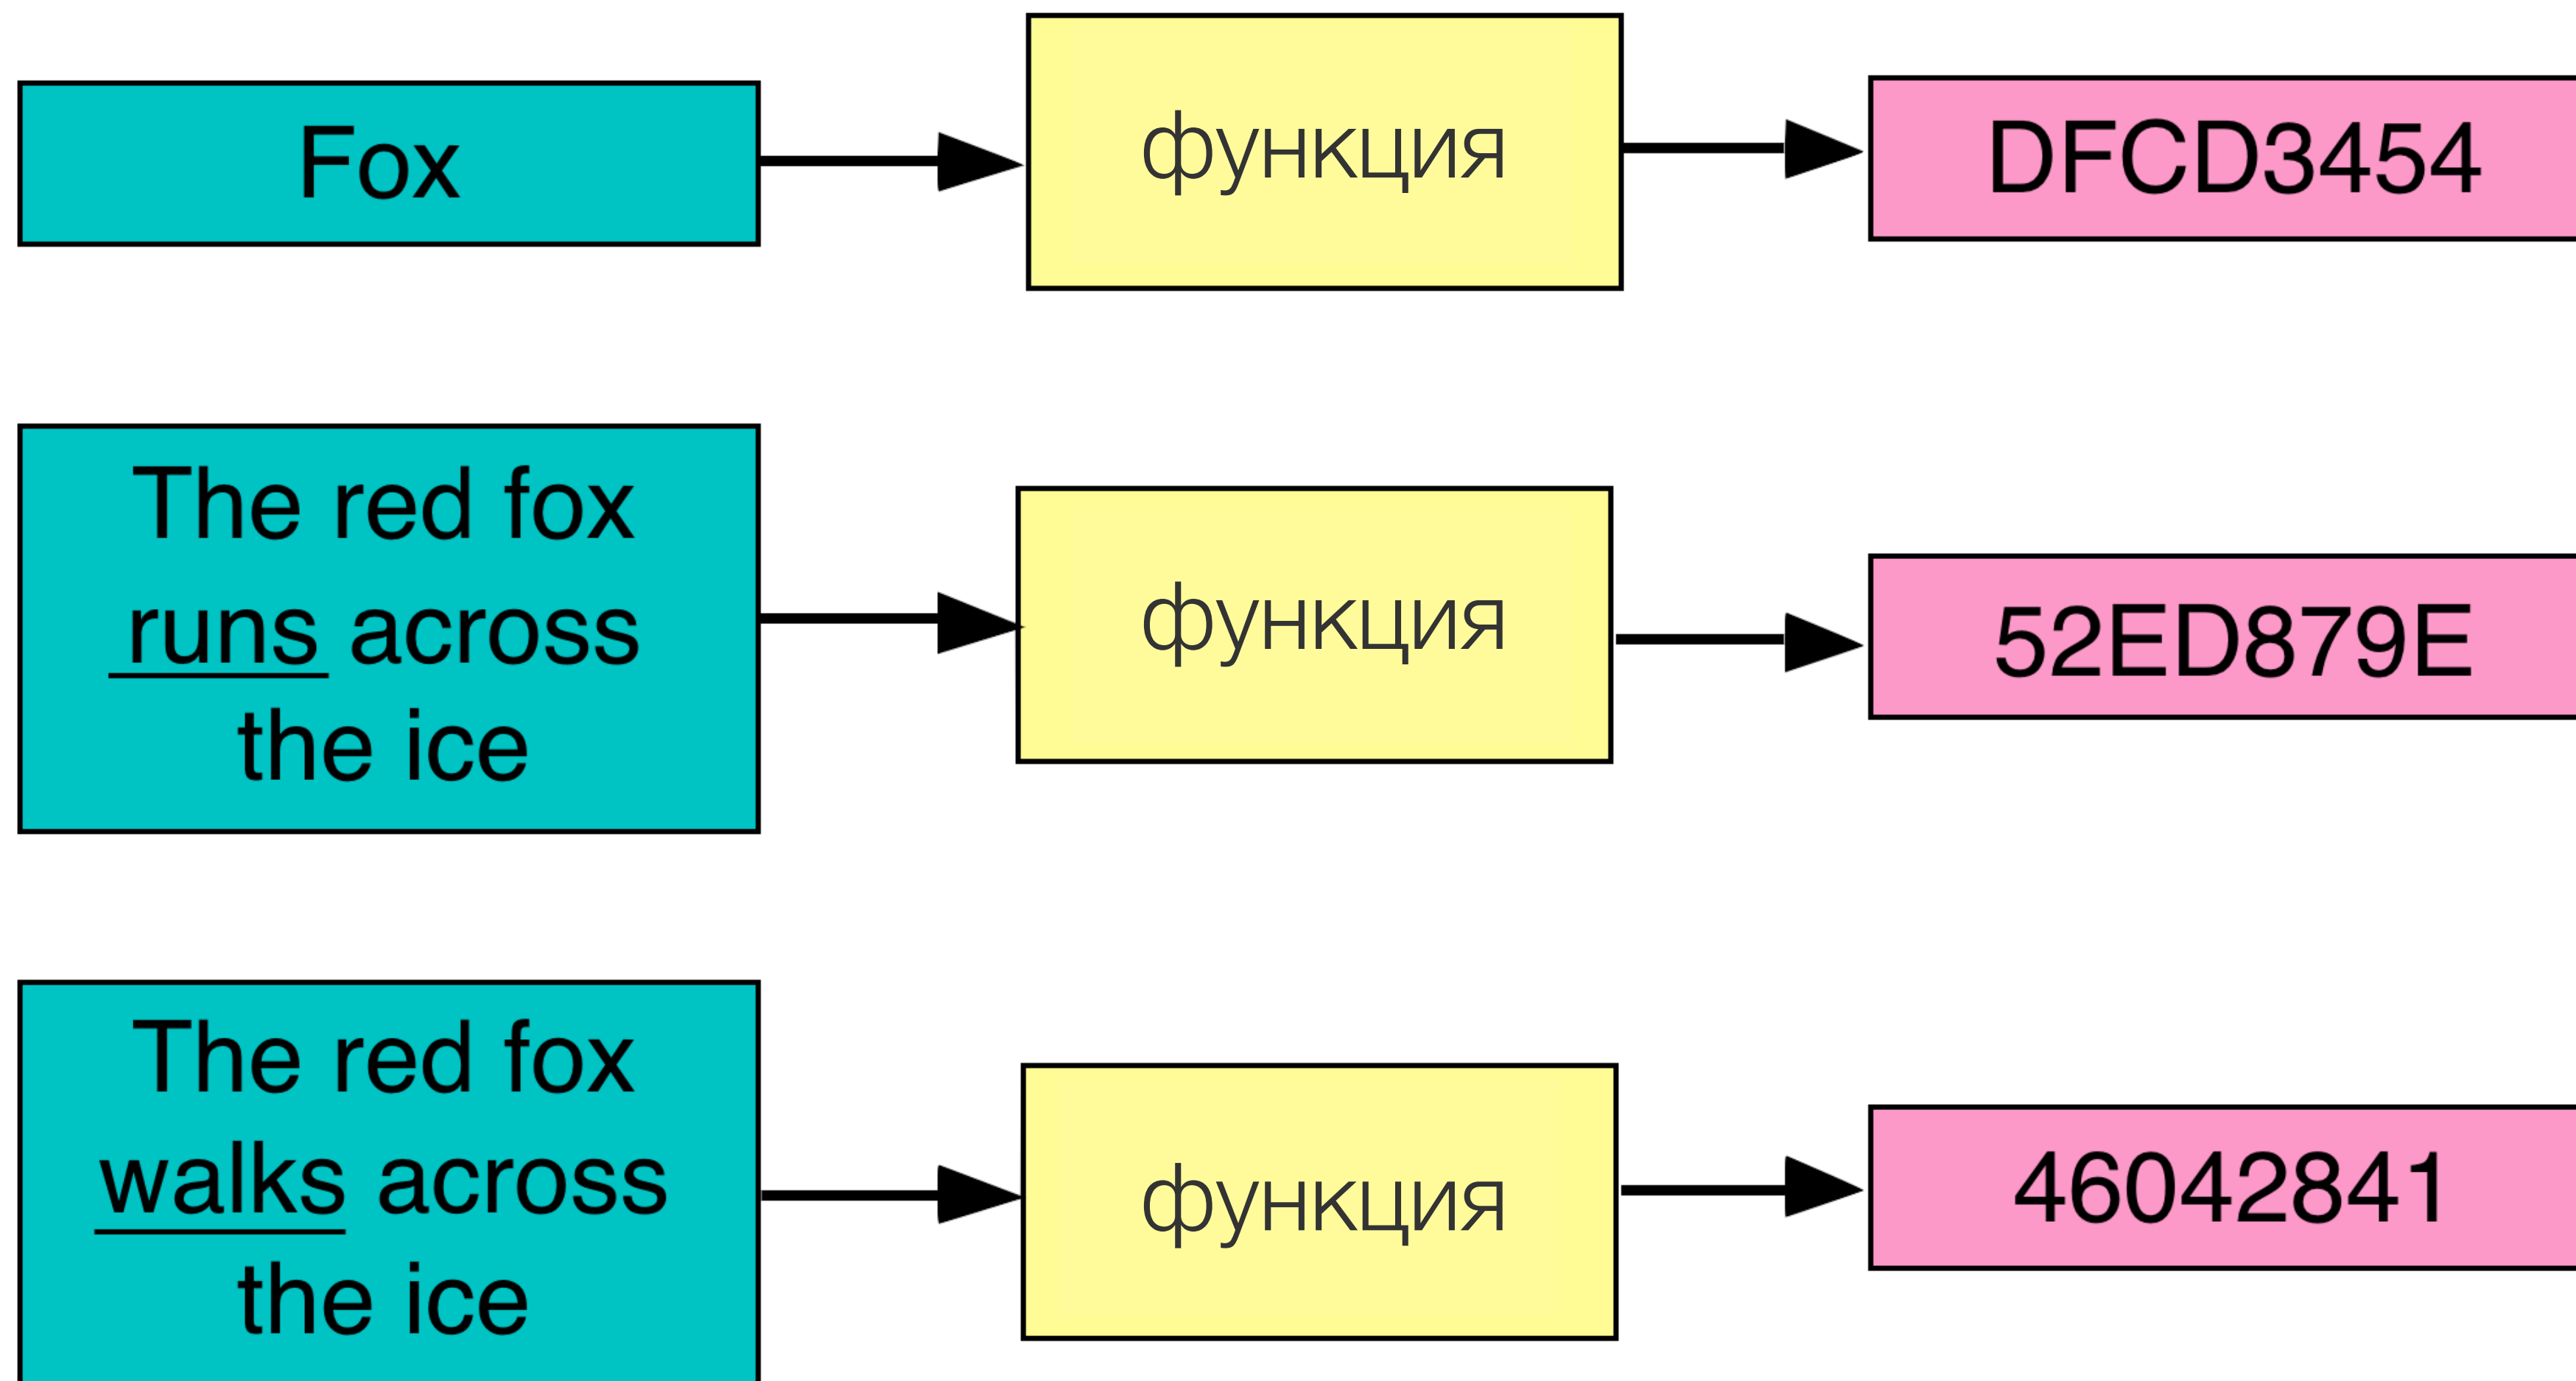 Fox
функция
DFCD3454
The red fox
runs across
the ice
функция
52ED879E
The red fox
walks across
the ice
функция
46042841